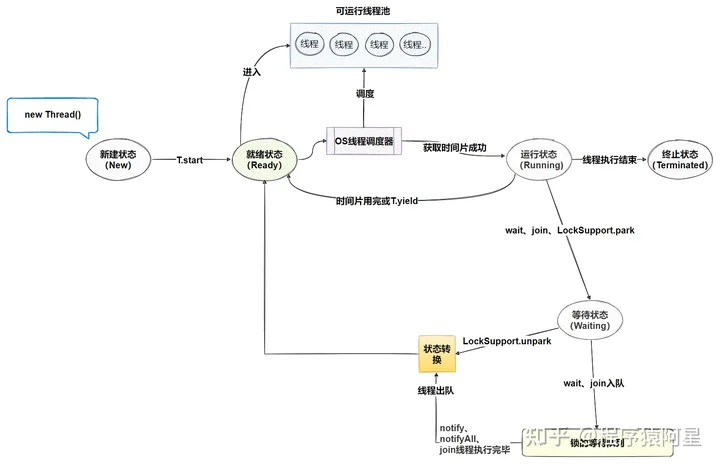 可运行线程池
线程
线程
线程
线程..
进入
调度
new Thread()
OS线程调度器
新建状态
(New)
T.start
就绪状态
(Ready)
获取时间片成功
运行状态
(Running)
线程执行结束
终止状态
(Terminated)
时间片用完或T.yield
wait、join、LockSupport.park
等待状态
(Waiting)
LockSupport.unpark
状态转
换
wait、join入队
线程出队
notify、
notifyAll、
join线程执行完毕
锁的等待队列
知乎 @程序猿阿星